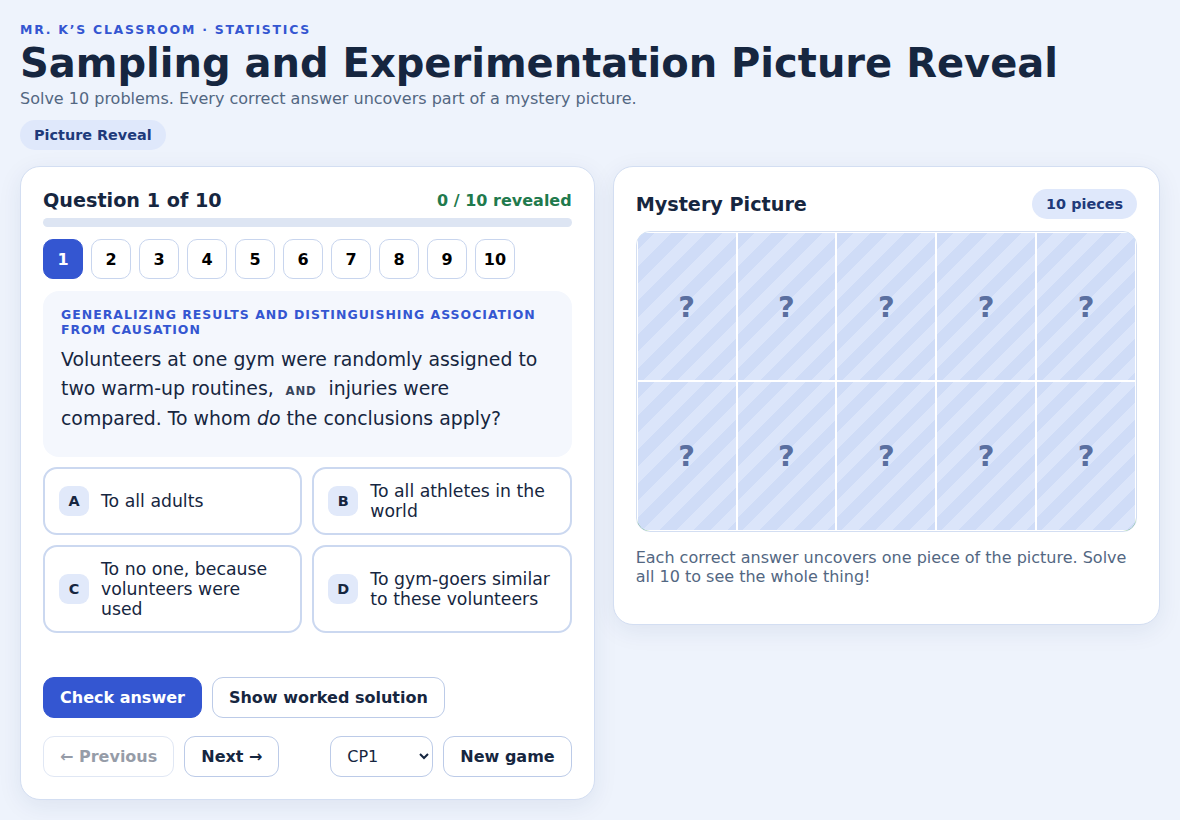 MR. K’S CLASSROOM · STATISTICS
Sampling and Experimentation Picture Reveal
Solve 10 problems. Every correct answer uncovers part of a mystery picture.
Picture Reveal
Question 1 of 10
0 / 10 revealed
1 2 3 4 5 6 7 8 9 10
GENERALIZING RESULTS AND DISTINGUISHING ASSOCIATION
FROM CAUSATION
Volunteers at one gym were randomly assigned to
two warm-up routines, AND injuries were
compared. To whom do the conclusions apply?
A To all adults
B To all athletes in the
world
C To no one, because
volunteers were
used
D To gym-goers similar
to these volunteers
Check answer
Show worked solution
← Previous
Next →
CP1
New game
Mystery Picture
10 pieces
? ? ? ? ?
? ? ? ? ?
Each correct answer uncovers one piece of the picture. Solve
all 10 to see the whole thing!